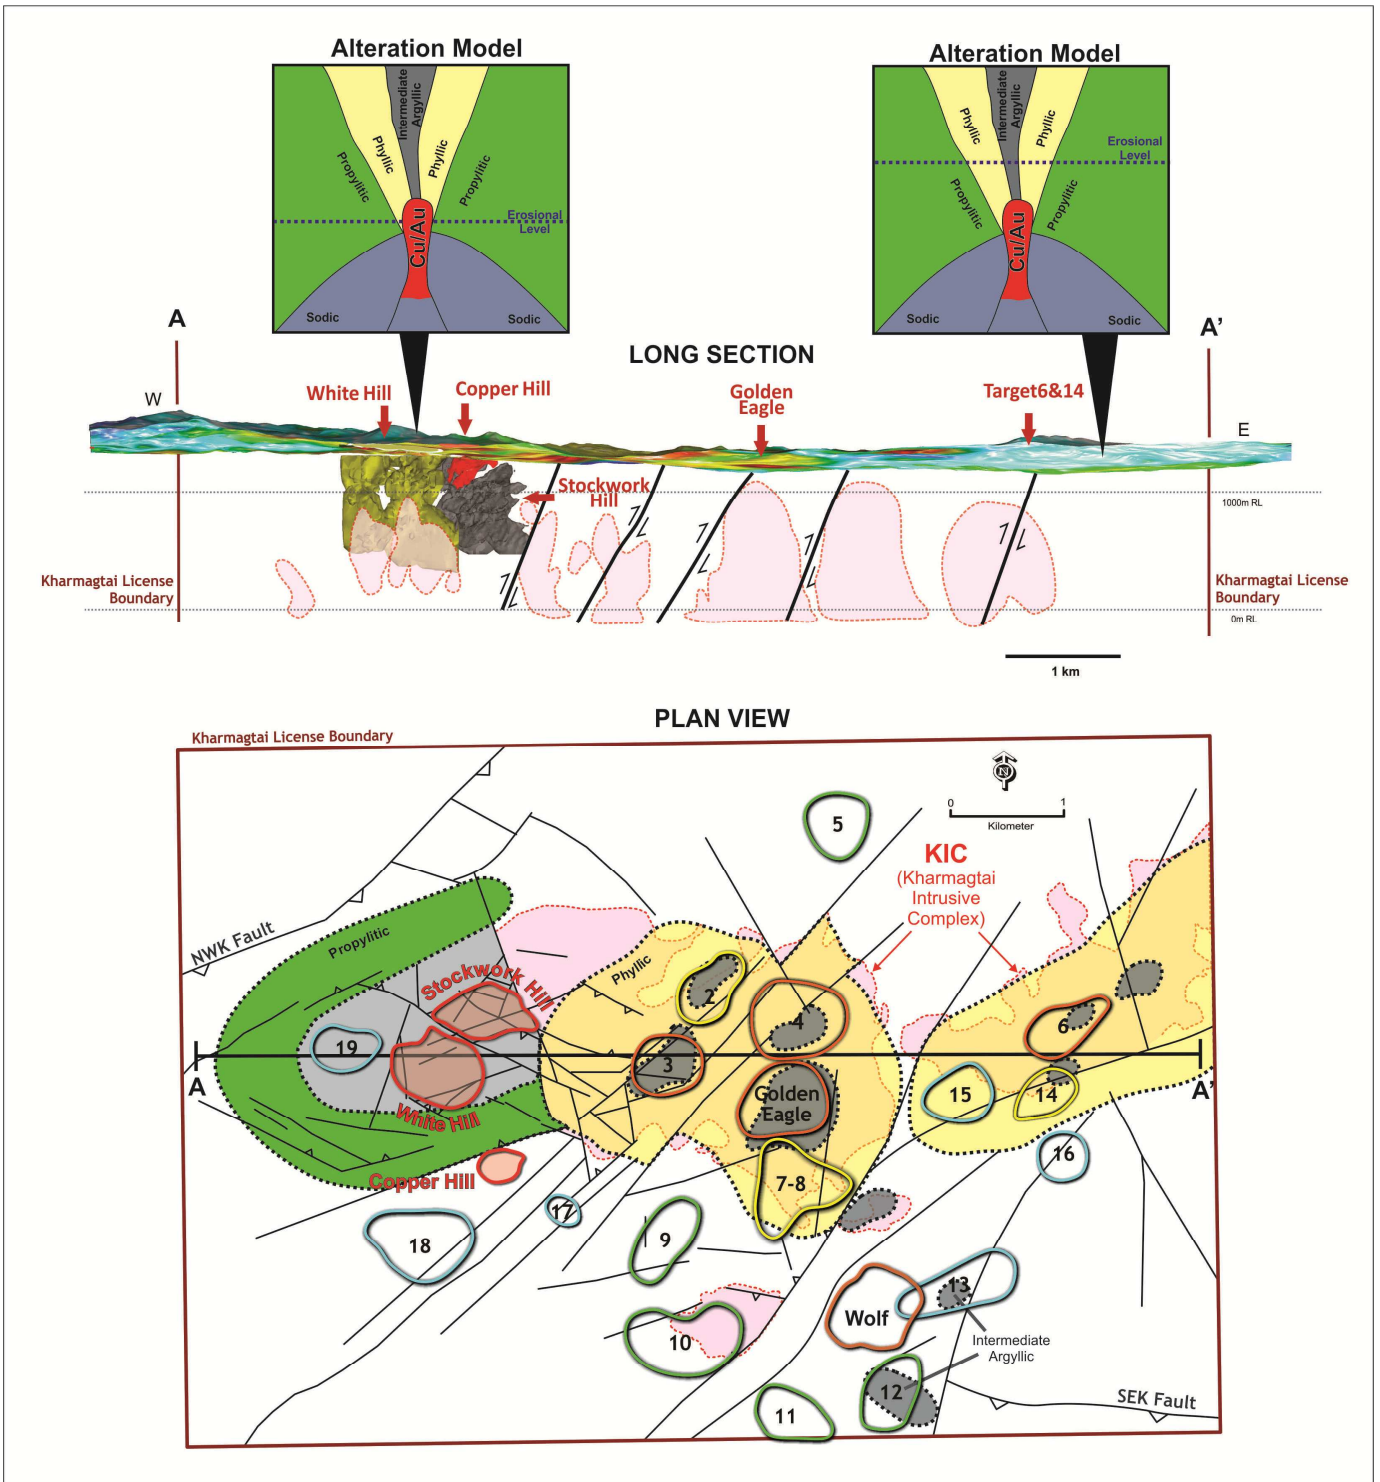 Alteration Model
Alteration Model
Intermediate
Argyllic
Phyllic
Phyllic
Propylitic
Propylitic
Erosional
Level
Cu/Au
Sodic
Sodic
Intermediate
Argyllic
Phyllic
Phyllic
Erosional
Level
Propylitic
Propylitic
Cu/Au
Sodic
Sodic
A
A’
LONG SECTION
W
White Hill
Copper Hill
Golden
Eagle
Target6&14
E
Stockwork
Hill
1000m RL
Kharmagtai License
Boundary
Kharmagtai License
Boundary
0m RL
1 km
PLAN VIEW
Kharmagtai License Boundary
N
0
1
Kilometer
5
KIC
(Kharmagtai
Intrusive
Complex)
NWK Fault
Propylitic
Phyllic
Stockwork Hill
2
4
6
19
3
A
A’
White Hill
Golden
Eagle
15
14
Copper Hill
16
7-8
17
18
9
13
Wolf
10
Intermediate
Argyllic
12
11
SEK Fault